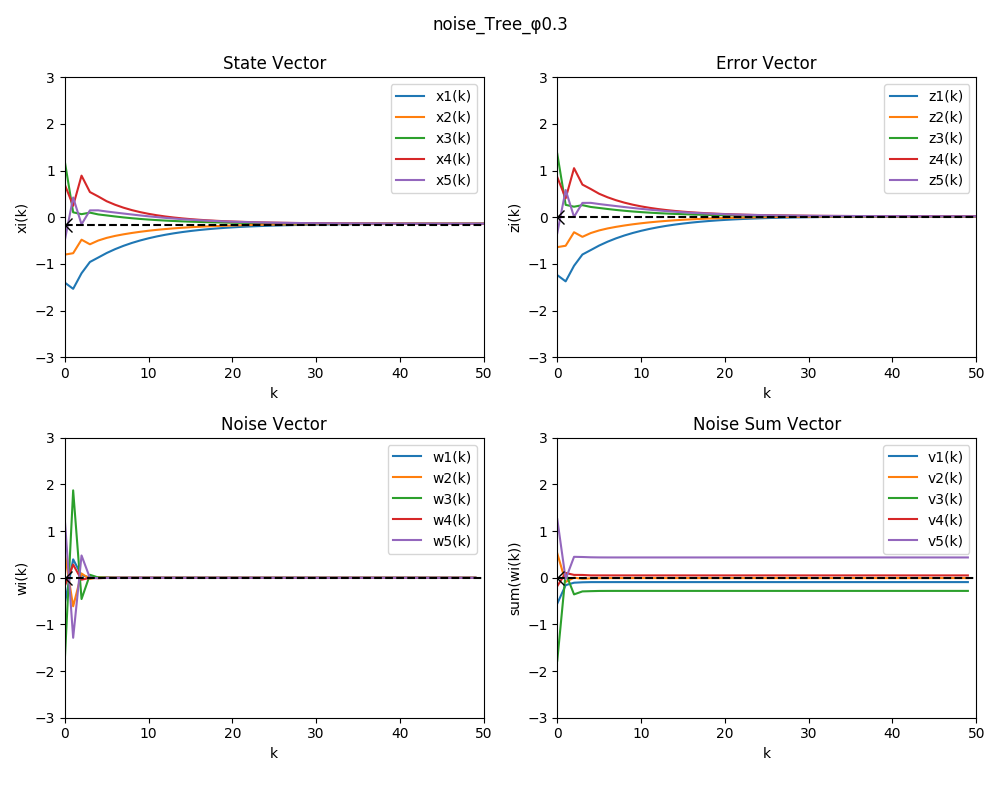 noise_Tree_φ0.3
State Vector
3
2
1
0
−1
−2
−3
xi(k)
0 10 20 30 40 50
k
x1(k)
x2(k)
x3(k)
x4(k)
x5(k)
Error Vector
3
2
1
0
−1
−2
−3
zi(k)
0 10 20 30 40 50
k
z1(k)
z2(k)
z3(k)
z4(k)
z5(k)
Noise Vector
3
2
1
0
−1
−2
−3
wi(k)
0 10 20 30 40 50
k
w1(k)
w2(k)
w3(k)
w4(k)
w5(k)
Noise Sum Vector
3
2
1
0
−1
−2
−3
sum(wi(k))
0 10 20 30 40 50
k
v1(k)
v2(k)
v3(k)
v4(k)
v5(k)